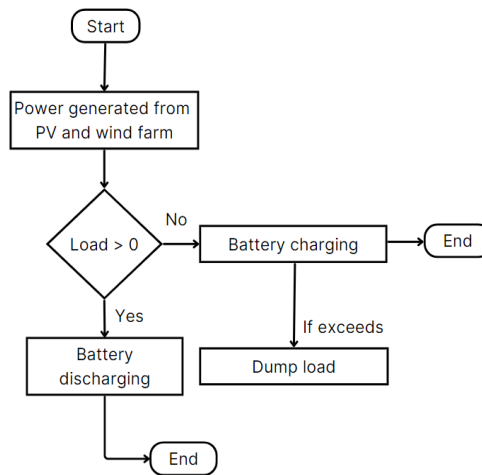 Start
Power generated from
PV and wind farm
Load > 0
No
Battery charging
End
Yes
If exceeds
Battery
discharging
Dump load
End